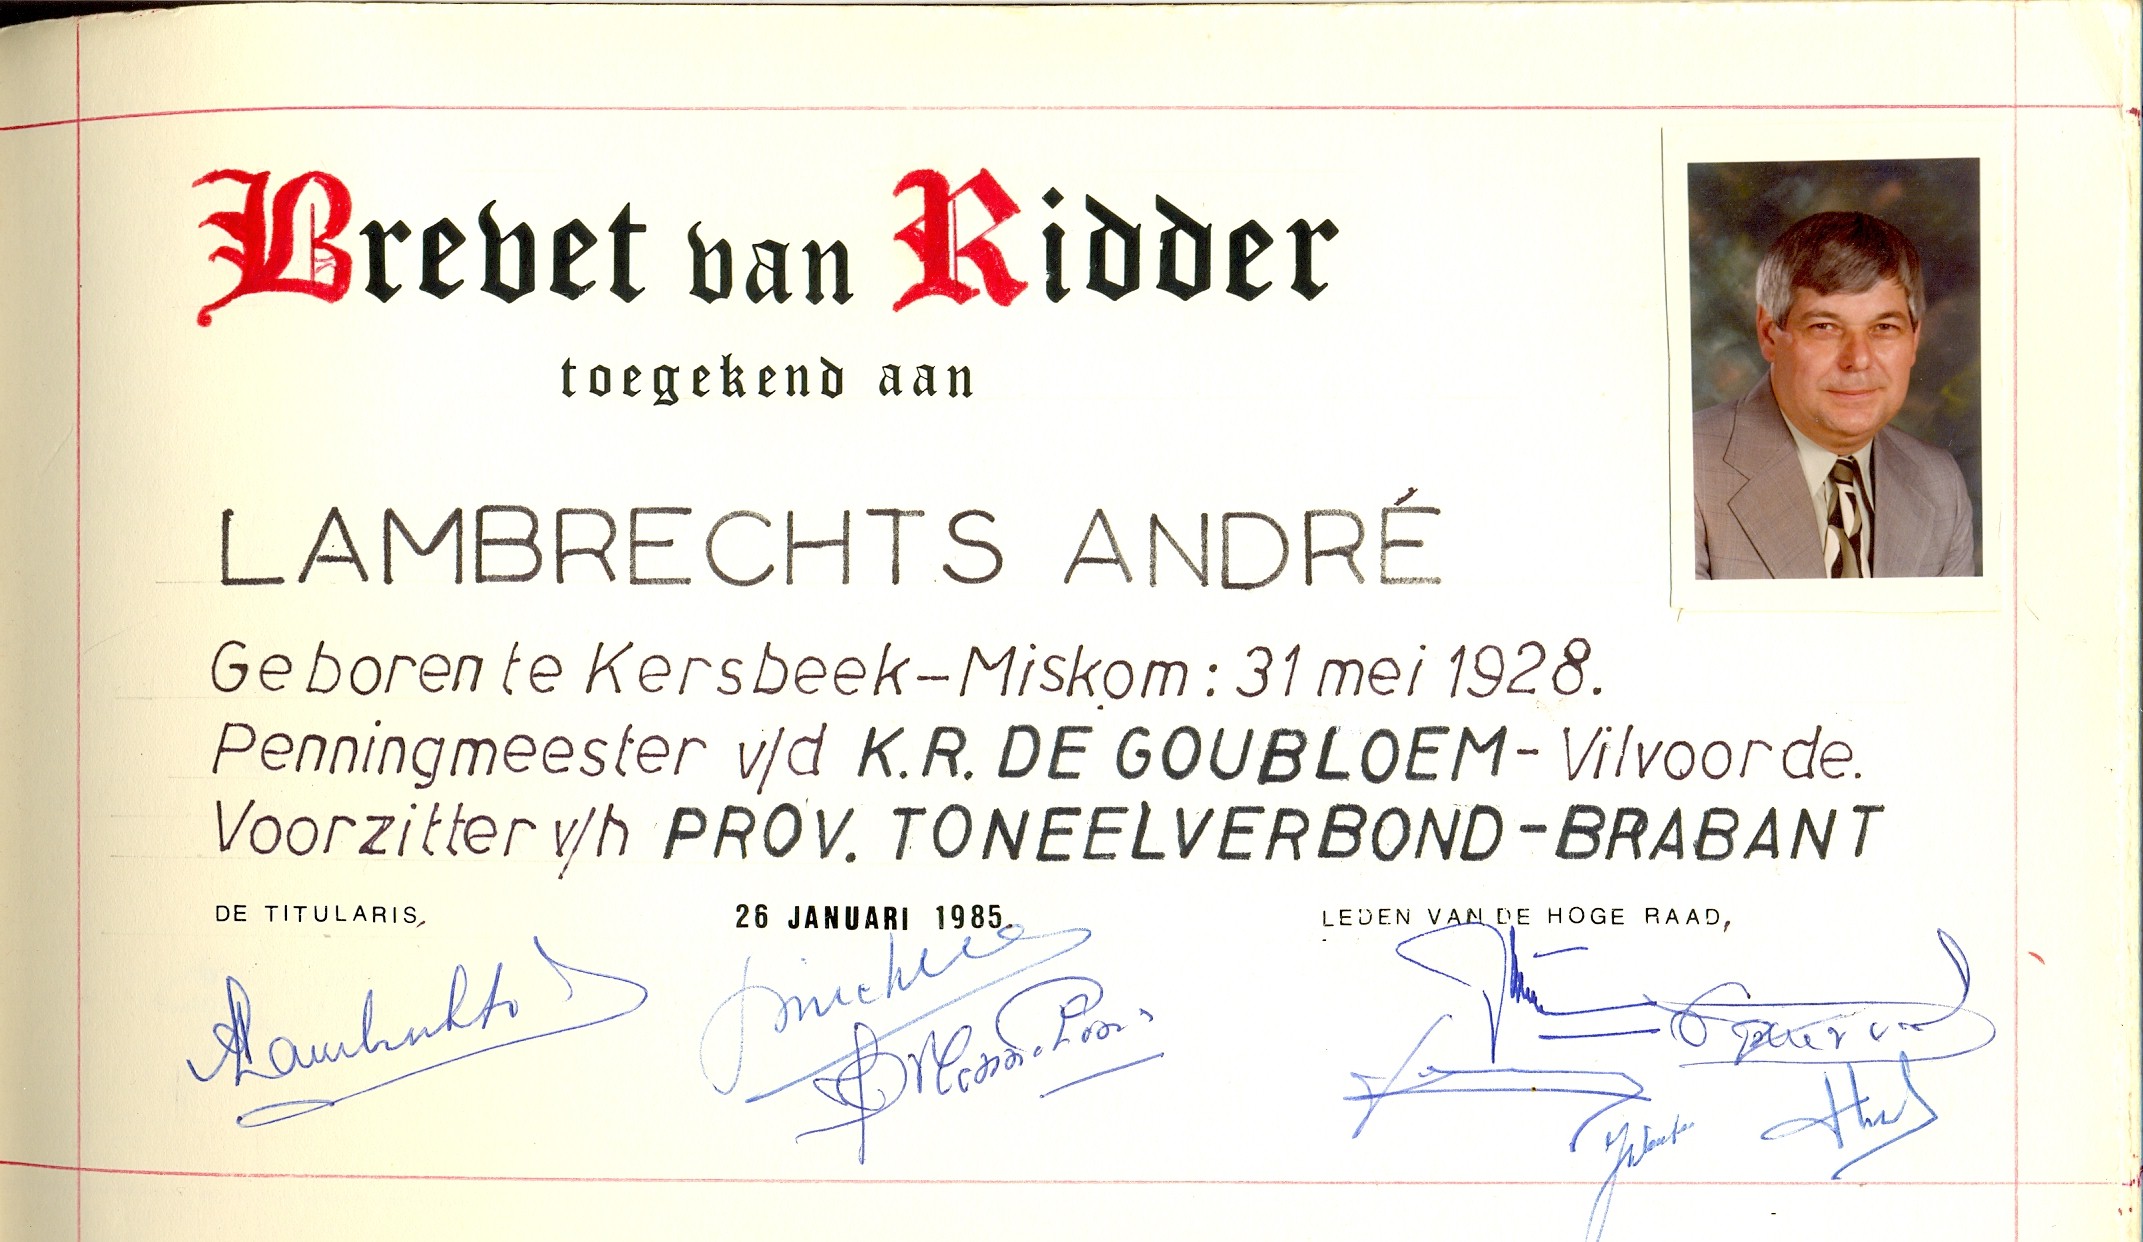 Brevet van Ridder
toegekend aan
LAMBRECHTS ANDRÉ
Geboren te Kersbeek-Miskom: 31 mei 1928.
Penningmeester v/d K.R. DE GOUBLOEM - Vilvoorde.
Voorzitter v/h PROV. TONEELVERBOND-BRABANT
DE TITULARIS, 26 JANUARI 1985. LEDEN VAN DE HOGE RAAD,
ALambrechts